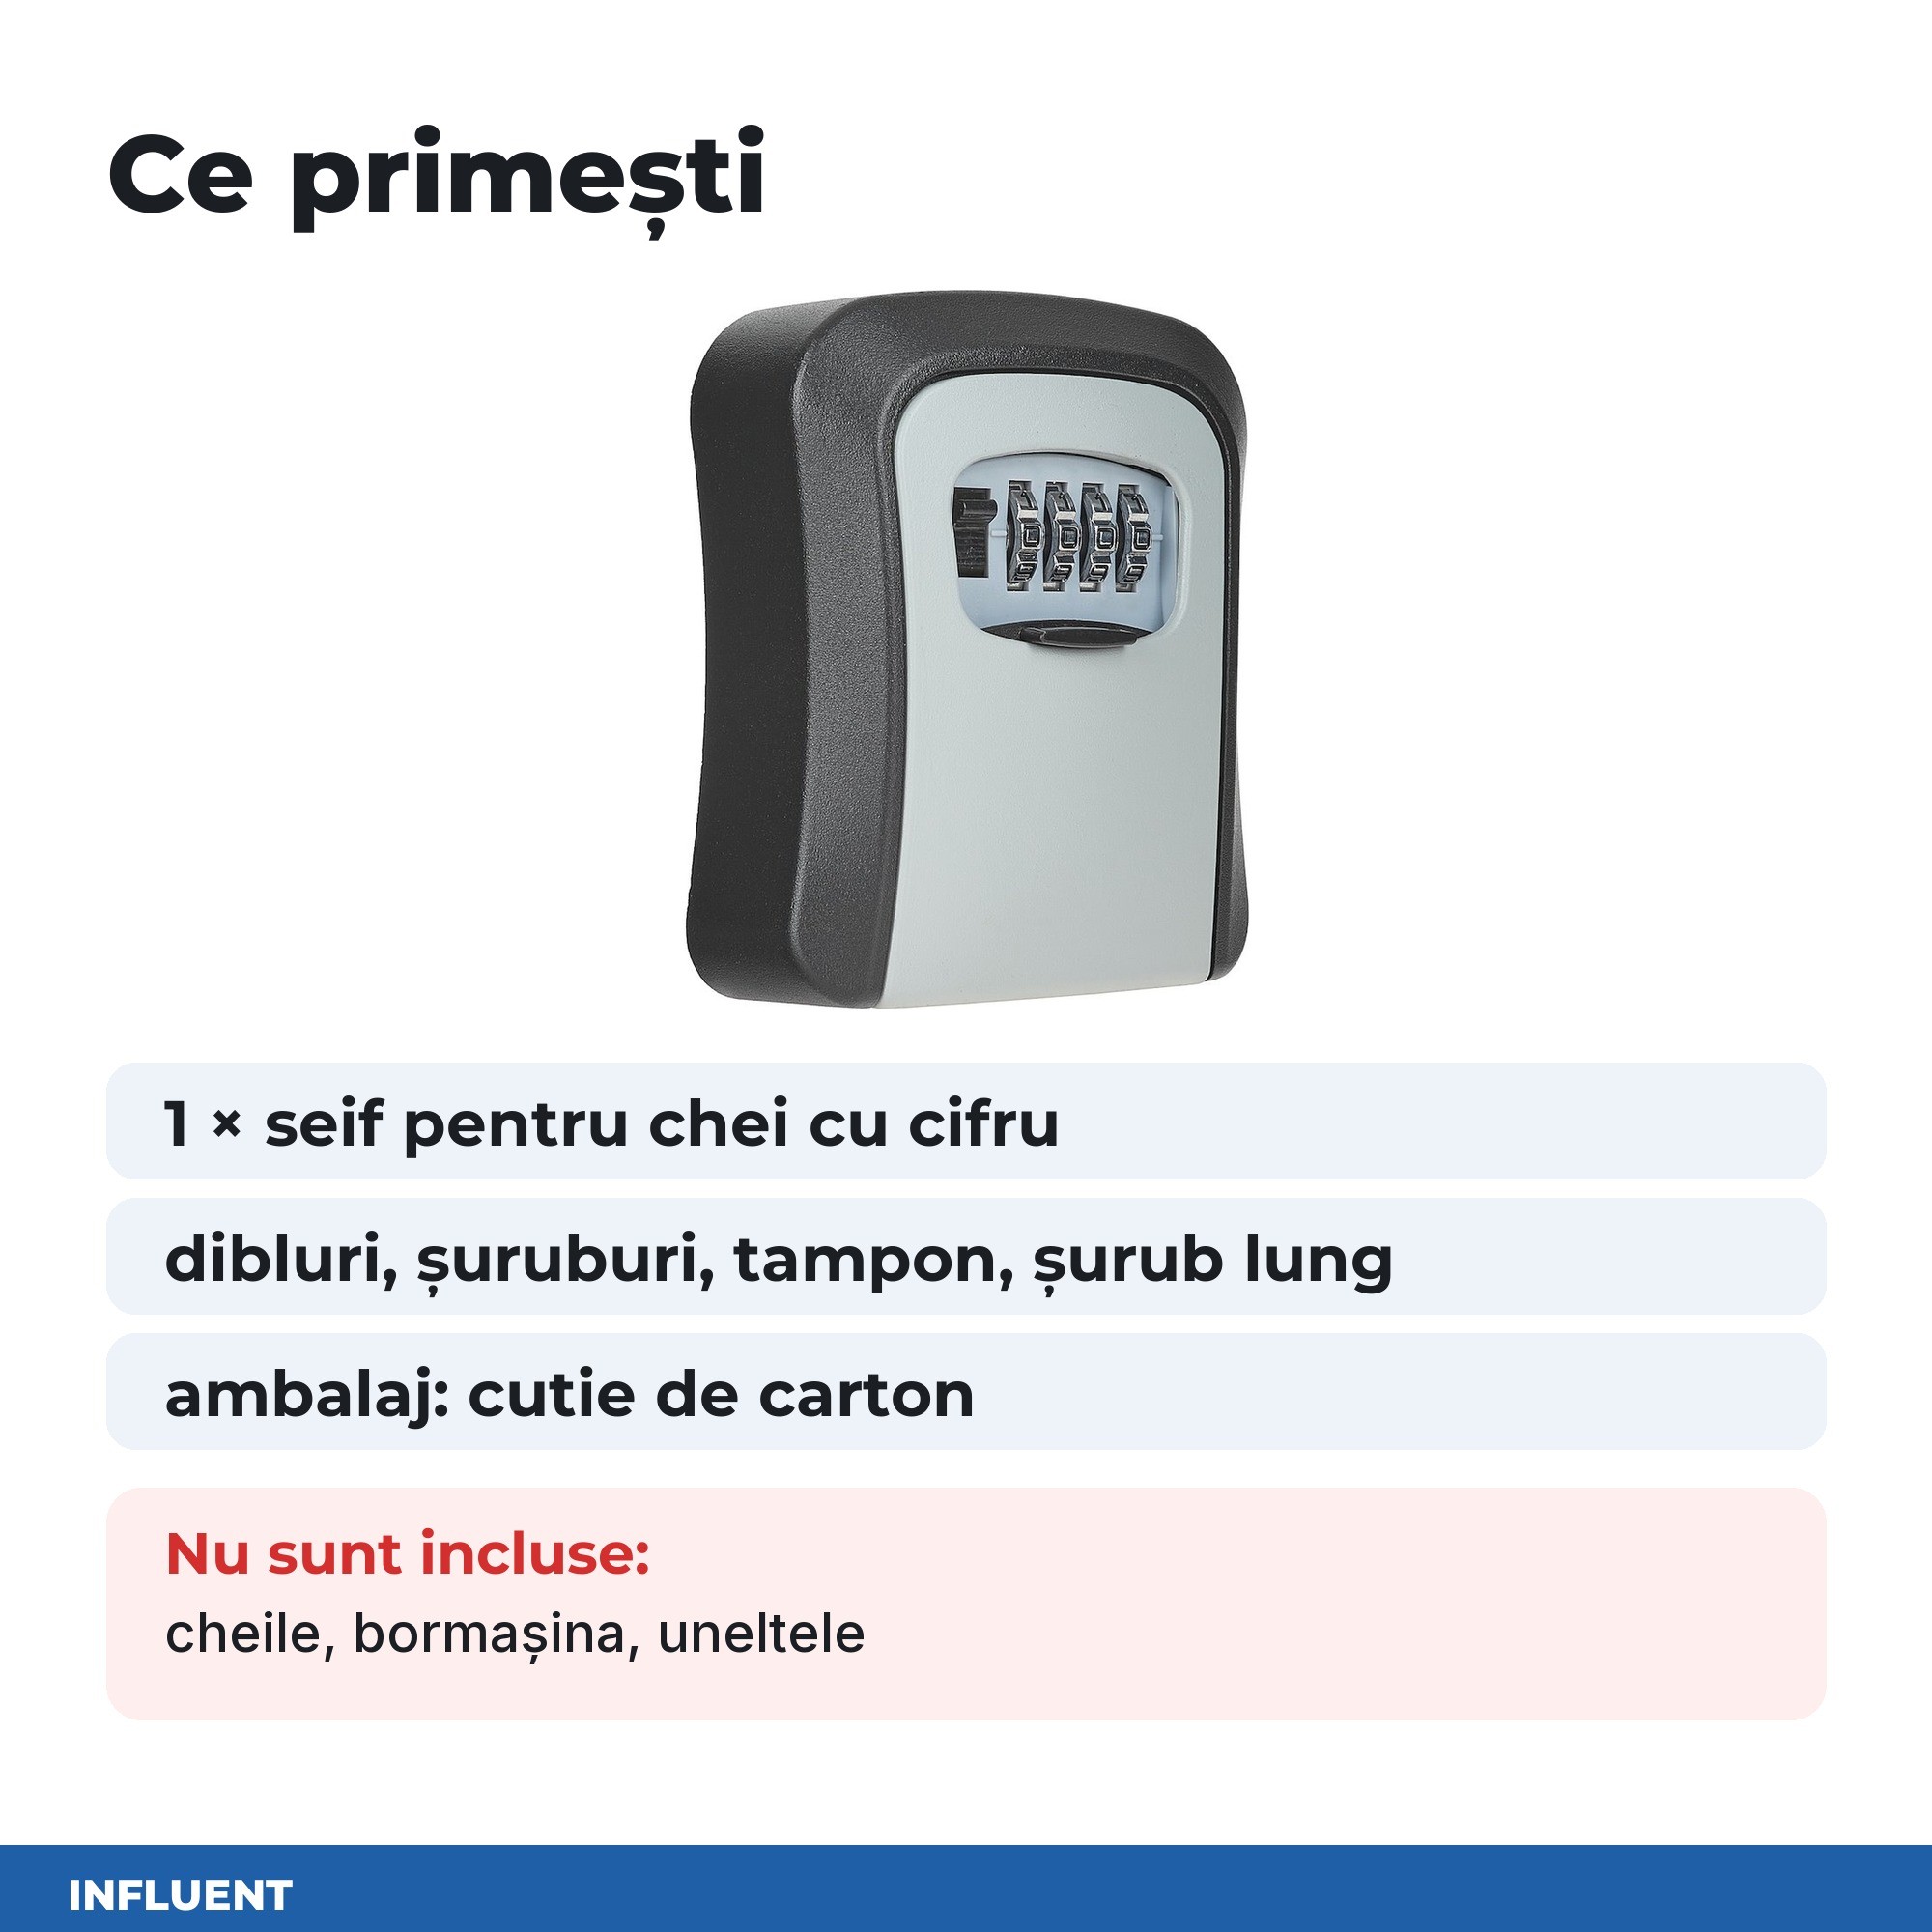 Ce primești
1 × seif pentru chei cu cifru
dibluri, șuruburi, tampon, șurub lung
ambalaj: cutie de carton
Nu sunt incluse:
cheile, bormașina, uneltele
INFLUENT